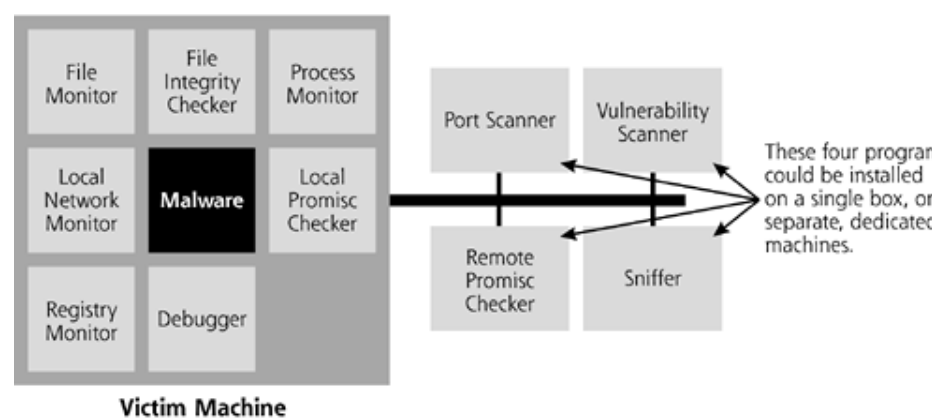 File
Monitor
File
Integrity
Checker
Process
Monitor
Local
Network
Monitor
Malware
Local
Promisc
Checker
Registry
Monitor
Debugger
Victim Machine
Port Scanner
Vulnerability
Scanner
Remote
Promisc
Checker
Sniffer
These four program
could be installed
on a single box, or
separate, dedicated
machines.